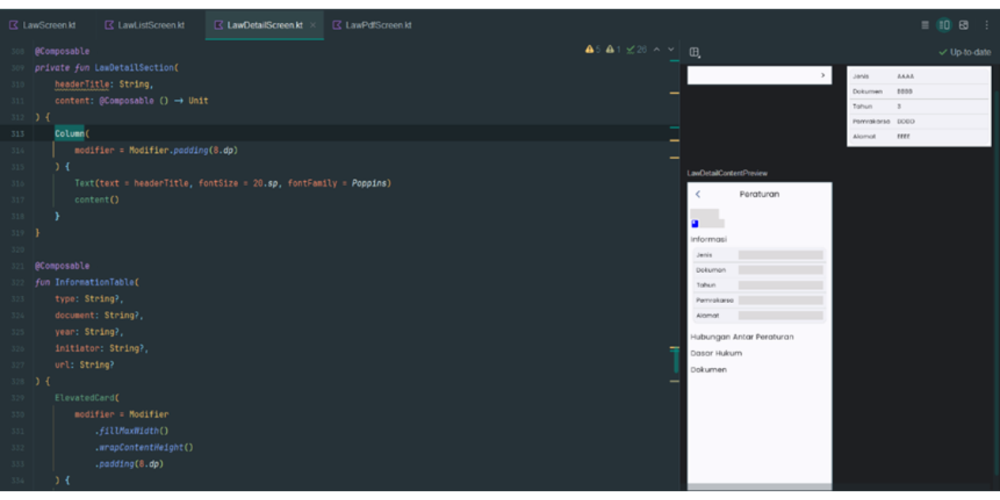 LawScreen.kt
LawListScreen.kt
LawDetailScreen.kt ×
LawPdfScreen.kt
308 @Composable
309 private fun LawDetailSection(
310 headerTitle: String,
311 content: @Composable () → Unit
312 ) {
313 Column(
314 modifier = Modifier.padding(8.dp)
315 ) {
316 Text(text = headerTitle, fontSize = 20.sp, fontFamily = Poppins)
317 content()
318 }
319 }
320
321 @Composable
322 fun InformationTable(
323 type: String?,
324 document: String?,
325 year: String?,
326 initiator: String?,
327 url: String?
328 ) {
329 ElevatedCard(
330 modifier = Modifier
331 .fillMaxWidth()
332 .wrapContentHeight()
333 .padding(8.dp)
334 ) {
5 1 26
Up-to-date
Jenis AAAA
Dokumen BBBB
Tahun
Pemrakarsa DDDD
Alamat EEEE
LawDetailContentPreview
Peraturan
Informasi
Jenis
Dokumen
Tahun
Pemrakarsa
Alamat
Hubungan Antar Peraturan
Dasar Hukum
Dokumen